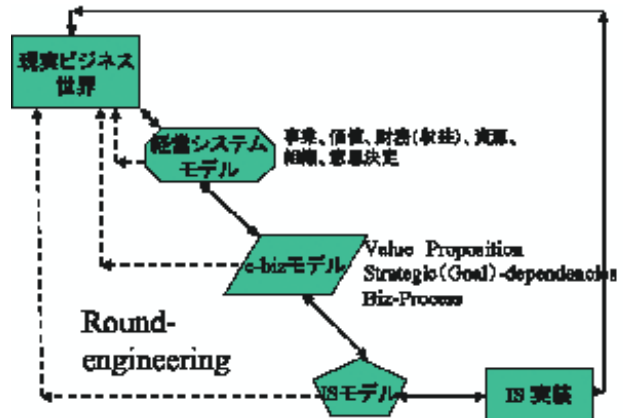 現実ビジネス
世界
経営システム
モデル
事業、価値、財務(収益)、資源、
組織、意思決定
e-bizモデル
Value Proposition
Strategic(Goal)-dependencies
Biz-Process
Round-
engineering
ISモデル
IS 実装